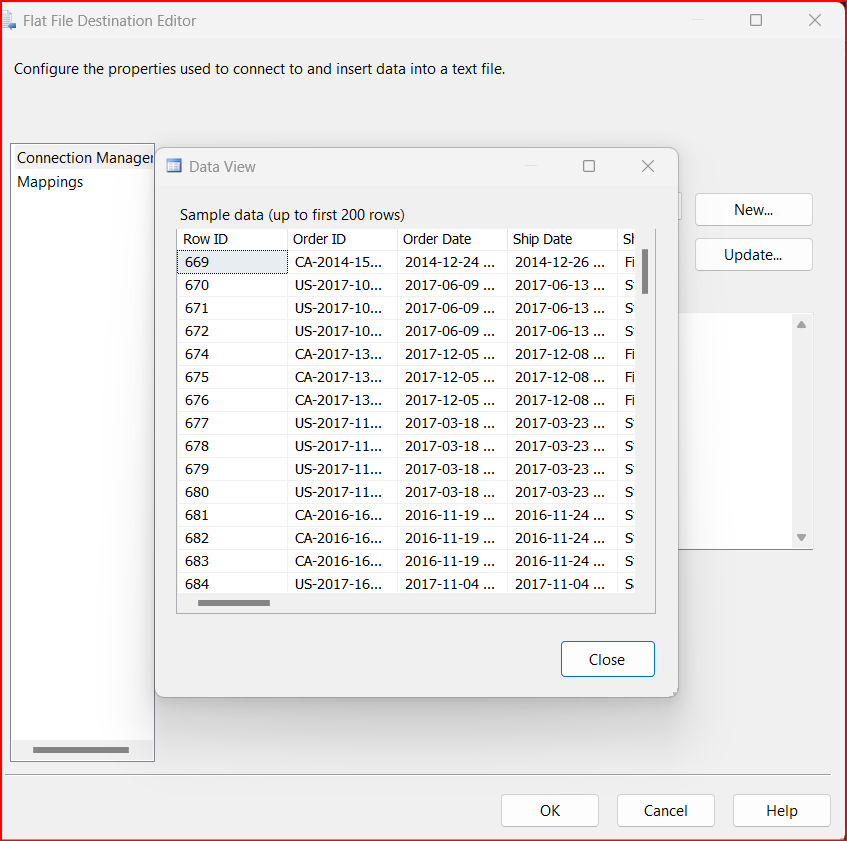 Flat File Destination Editor
Configure the properties used to connect to and insert data into a text file.
Connection Manager
Mappings
Data View
Sample data (up to first 200 rows)
Row ID Order ID Order Date Ship Date Sh
669 CA-2014-15... 2014-12-24 ... 2014-12-26 ... Fi
670 US-2017-10... 2017-06-09 ... 2017-06-13 ... S
671 US-2017-10... 2017-06-09 ... 2017-06-13 ... S
672 US-2017-10... 2017-06-09 ... 2017-06-13 ... S
674 CA-2017-13... 2017-12-05 ... 2017-12-08 ... Fi
675 CA-2017-13... 2017-12-05 ... 2017-12-08 ... Fi
676 CA-2017-13... 2017-12-05 ... 2017-12-08 ... Fi
677 US-2017-11... 2017-03-18 ... 2017-03-23 ... S
678 US-2017-11... 2017-03-18 ... 2017-03-23 ... S
679 US-2017-11... 2017-03-18 ... 2017-03-23 ... S
680 US-2017-11... 2017-03-18 ... 2017-03-23 ... S
681 CA-2016-16... 2016-11-19 ... 2016-11-24 ... S
682 CA-2016-16... 2016-11-19 ... 2016-11-24 ... S
683 CA-2016-16... 2016-11-19 ... 2016-11-24 ... S
684 US-2017-16... 2017-11-04 ... 2017-11-04 ... S
Close
New...
Update...
OK Cancel Help